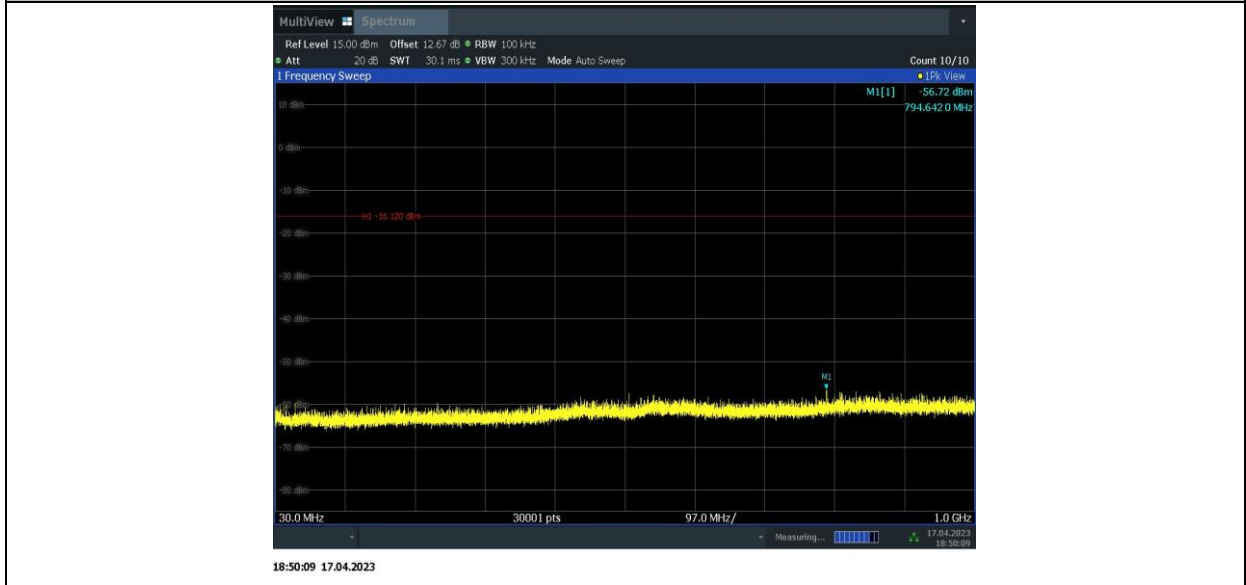 MultiView Spectrum
Ref Level 15.00 dBm Offset 12.67 dB RBW 100 kHz
Att 20 dB SWT 30.1 ms VBW 300 kHz Mode Auto Sweep Count 10/10
1 Frequency Sweep 1Pk View
M1[1] -56.72 dBm
794.642 0 MHz
10 dBm
0 dBm
-10 dBm
H1 -16.120 dBm
-20 dBm
-30 dBm
-40 dBm
-50 dBm
M1
-60 dBm
-70 dBm
-80 dBm
30.0 MHz 30001 pts 97.0 MHz/ 1.0 GHz
Measuring... 17.04.2023
18:50:09
18:50:09 17.04.2023